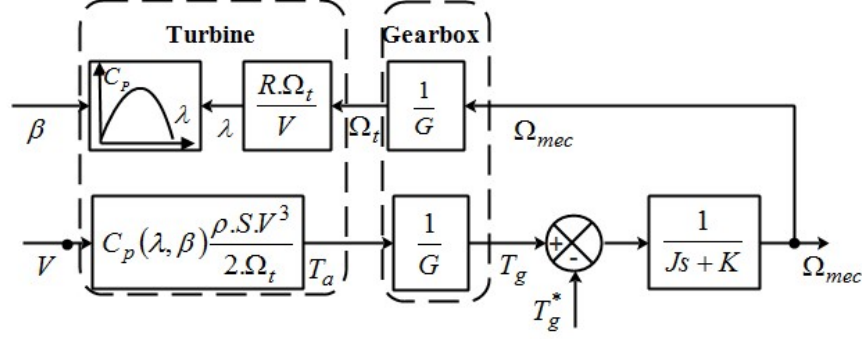 Turbine Gearbox
C_P
λ
R.Ω_t / V
1 / G
β
λ
Ω_t
Ω_mec
C_p(λ, β) ρ.S.V^3 / 2.Ω_t
1 / G
+
-
1 / Js + K
V
T_a
T_g
Ω_mec
T_g^*